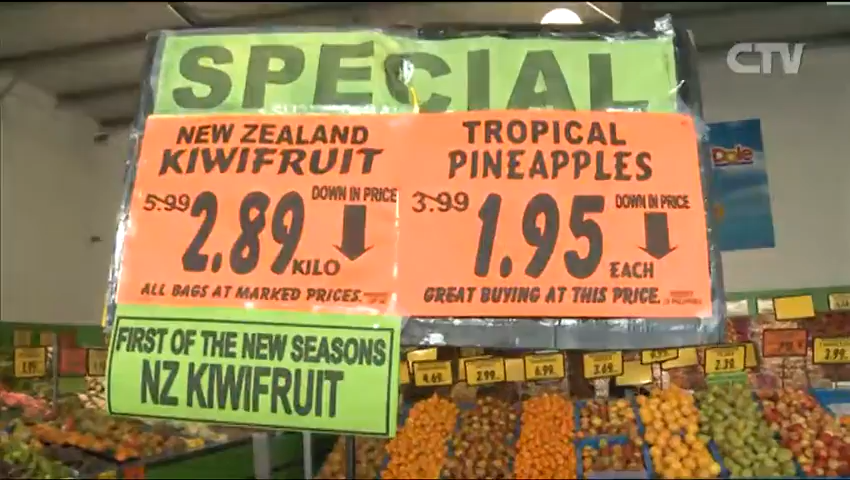 CTV
SPECIAL
NEW ZEALAND
KIWIFRUIT
5.99
2.89
DOWN IN PRICE
KILO
ALL BAGS AT MARKED PRICES.
TROPICAL
PINEAPPLES
3.99
1.95
DOWN IN PRICE
EACH
GREAT BUYING AT THIS PRICE.
FIRST OF THE NEW SEASONS
NZ KIWIFRUIT
Dole
4.69
2.99
6.99
3.69
2.39
3.99